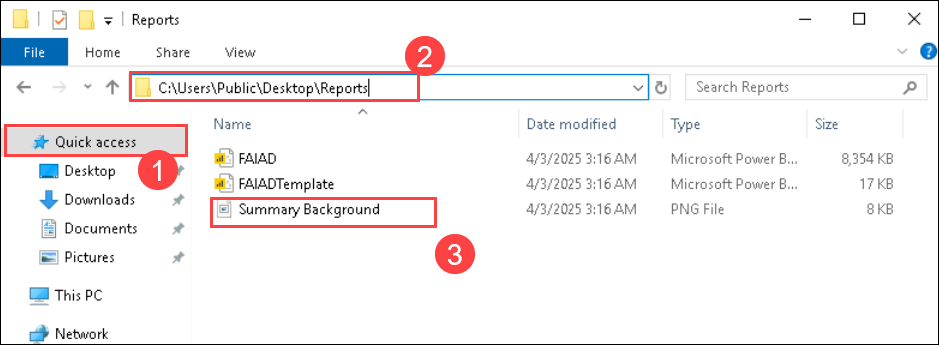 Reports
File Home Share View
2
C:\Users\Public\Desktop\Reports Search Reports
Name Date modified Type Size
Quick access
1
Desktop
Downloads
Documents
Pictures
This PC
Network
FAIAD 4/3/2025 3:16 AM Microsoft Power B... 8,354 KB
FAIADTemplate 4/3/2025 3:16 AM Microsoft Power B... 17 KB
Summary Background 4/3/2025 3:16 AM PNG File 8 KB
3